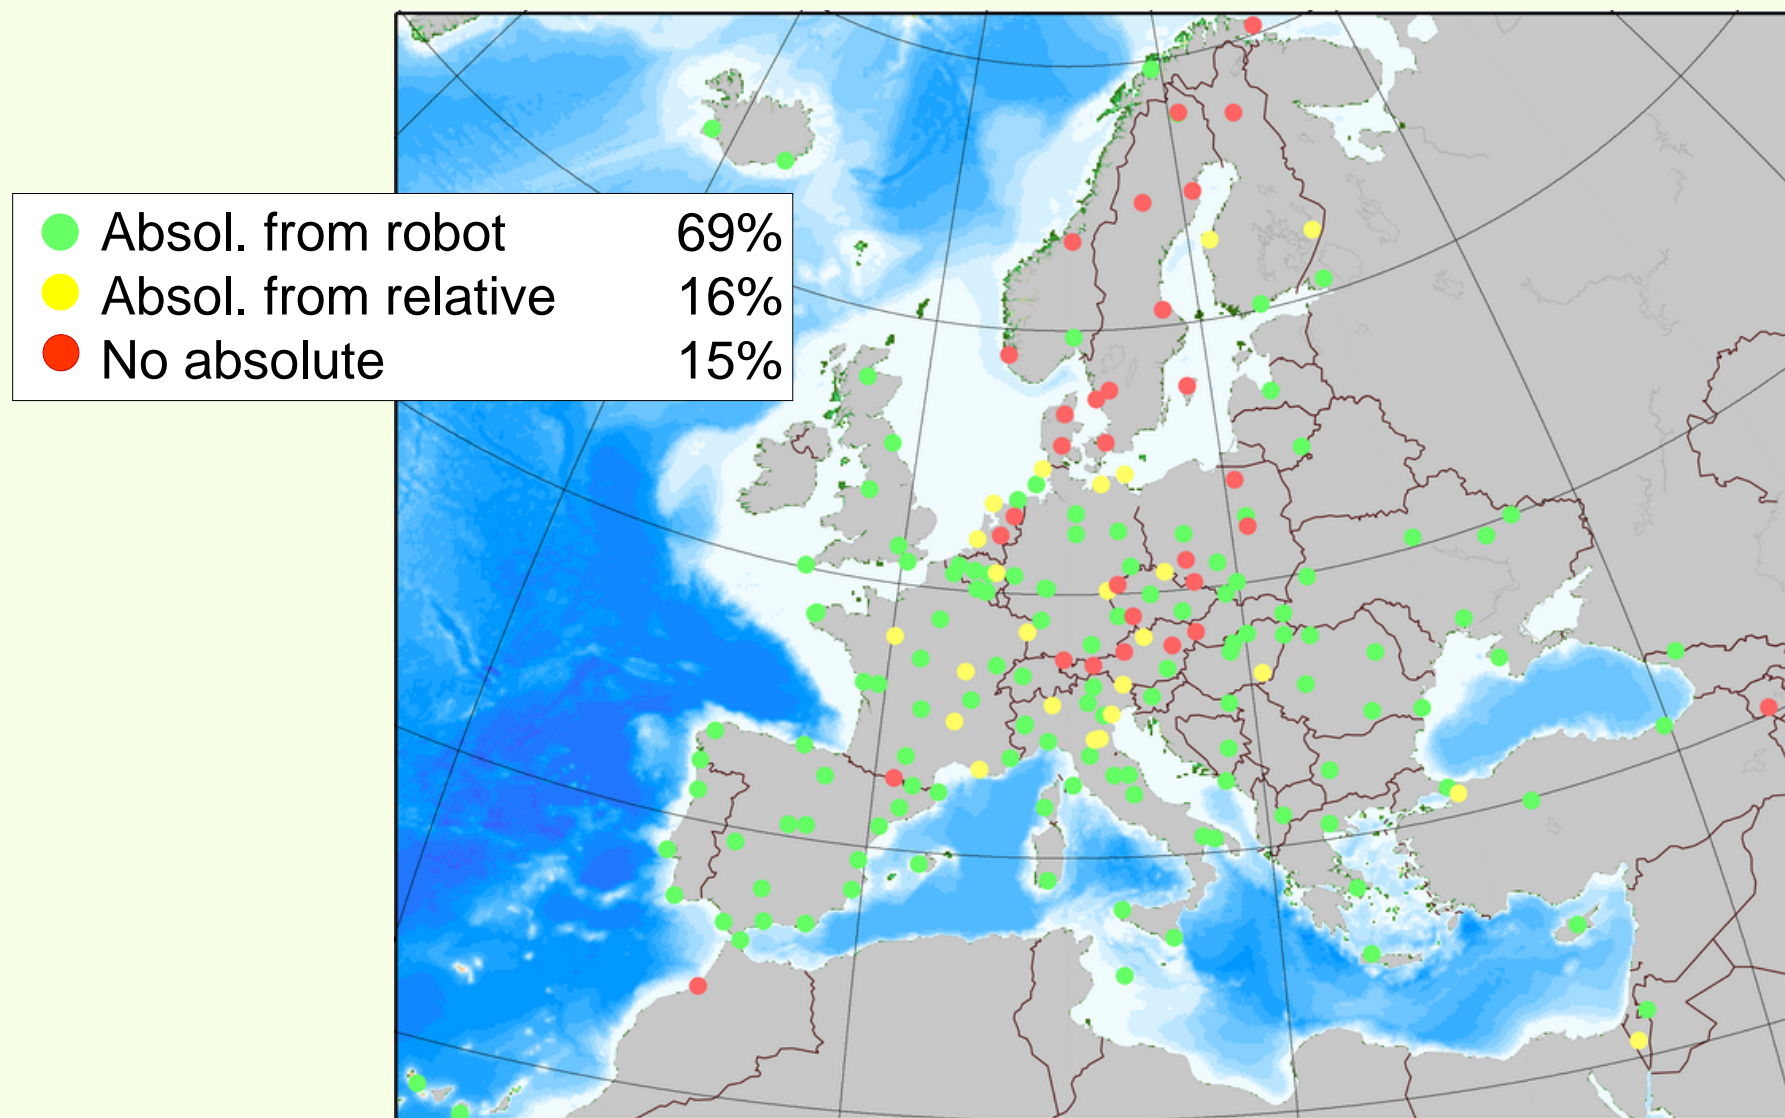 Absol. from robot 69%
Absol. from relative 16%
No absolute 15%